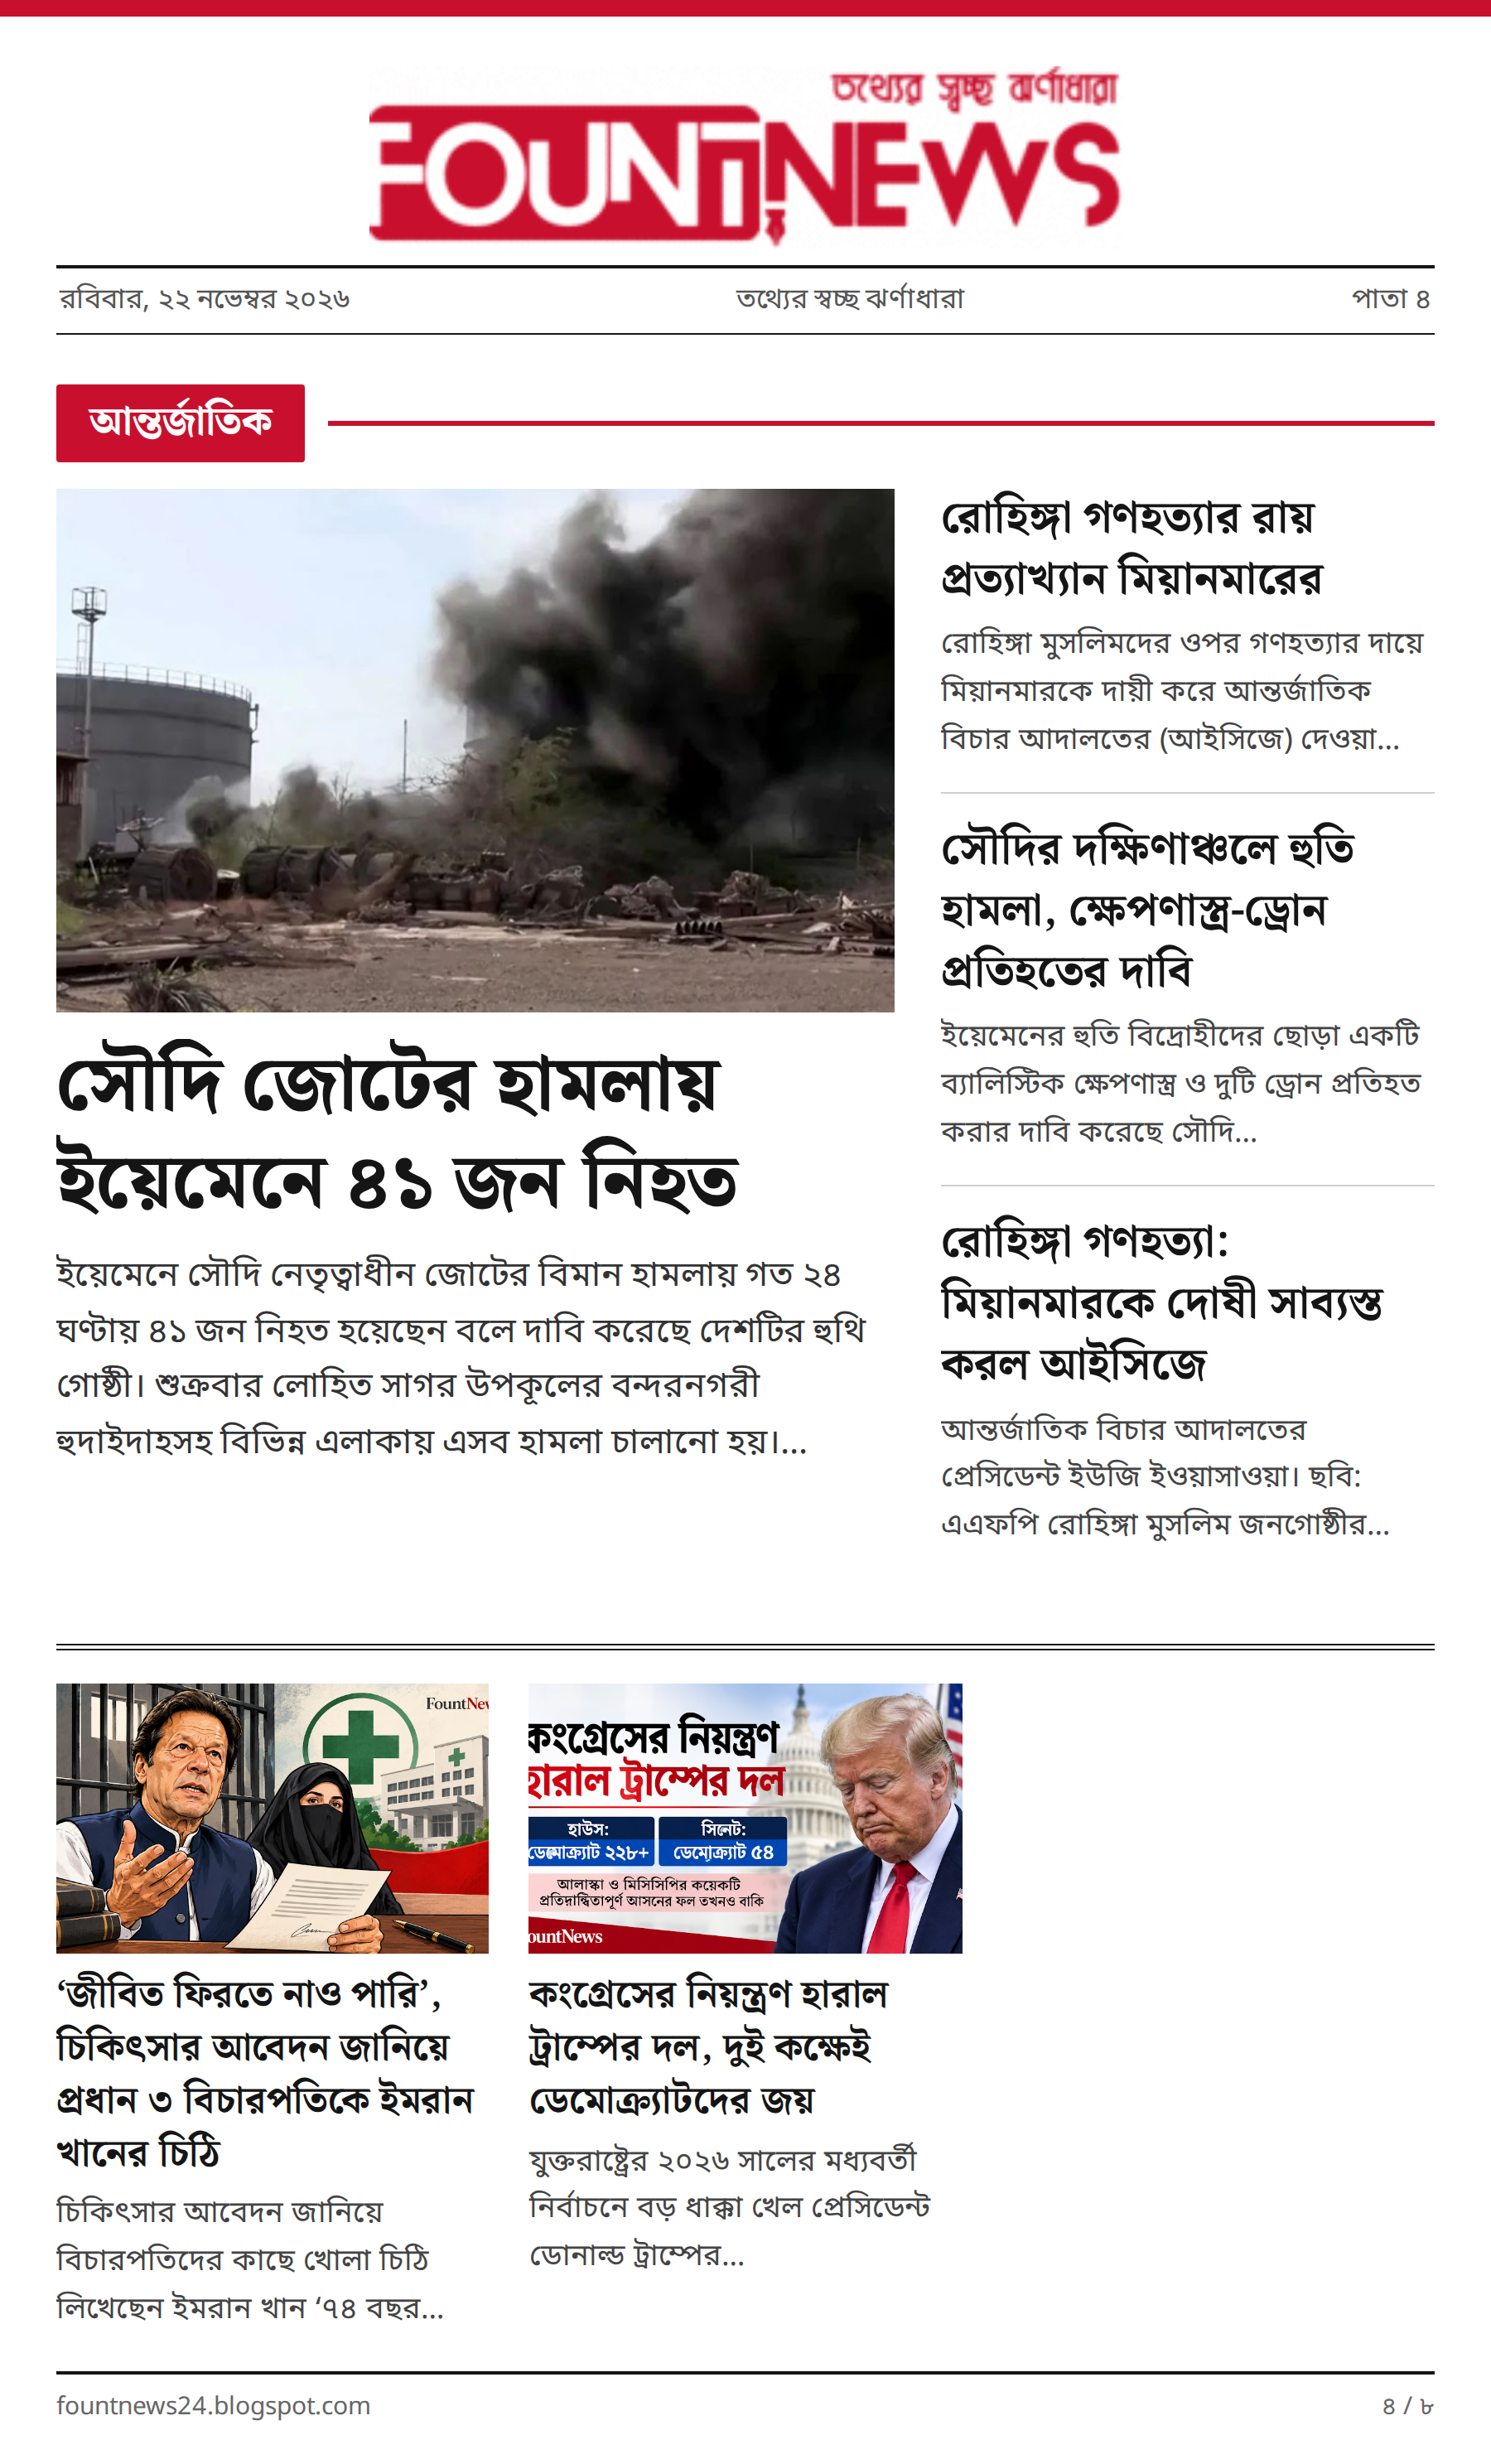 তথ্যের স্বচ্ছ ঝর্ণাধারা
FOUNT NEWS
রবিবার, ২২ নভেম্বর ২০২৬
তথ্যের স্বচ্ছ ঝর্ণাধারা
পাতা ৪
আন্তর্জাতিক
সৌদি জোটের হামলায়
ইয়েমেনে ৪১ জন নিহত
ইয়েমেনে সৌদি নেতৃত্বাধীন জোটের বিমান হামলায় গত ২৪
ঘণ্টায় ৪১ জন নিহত হয়েছেন বলে দাবি করেছে দেশটির হুথি
গোষ্ঠী। শুক্রবার লোহিত সাগর উপকূলের বন্দরনগরী
হুদাইদাহসহ বিভিন্ন এলাকায় এসব হামলা চালানো হয়।...
রোহিঙ্গা গণহত্যার রায়
প্রত্যাখ্যান মিয়ানমারের
রোহিঙ্গা মুসলিমদের ওপর গণহত্যার দায়ে
মিয়ানমারকে দায়ী করে আন্তর্জাতিক
বিচার আদালতের (আইসিজে) দেওয়া...
সৌদির দক্ষিণাঞ্চলে হুতি
হামলা, ক্ষেপণাস্ত্র-ড্রোন
প্রতিহতের দাবি
ইয়েমেনের হুতি বিদ্রোহীদের ছোড়া একটি
ব্যালিস্টিক ক্ষেপণাস্ত্র ও দুটি ড্রোন প্রতিহত
করার দাবি করেছে সৌদি...
রোহিঙ্গা গণহত্যা:
মিয়ানমারকে দোষী সাব্যস্ত
করল আইসিজে
আন্তর্জাতিক বিচার আদালতের
প্রেসিডেন্ট ইউজি ইওয়াসাওয়া। ছবি:
এএফপি রোহিঙ্গা মুসলিম জনগোষ্ঠীর...
FountNew
‘জীবিত ফিরতে নাও পারি’,
চিকিৎসার আবেদন জানিয়ে
প্রধান ৩ বিচারপতিকে ইমরান
খানের চিঠি
চিকিৎসার আবেদন জানিয়ে
বিচারপতিদের কাছে খোলা চিঠি
লিখেছেন ইমরান খান ‘৭৪ বছর...
কংগ্রেসের নিয়ন্ত্রণ
হারাল ট্রাম্পের দল
হাউস:
ডেমোক্র্যাট ২২৮+
সিনেট:
ডেমোক্র্যাট ৫৪
আলাস্কা ও মিসিসিপির কয়েকটি
প্রতিদ্বন্দ্বিতাপূর্ণ আসনের ফল তখনও বাকি
ountNews
কংগ্রেসের নিয়ন্ত্রণ হারাল
ট্রাম্পের দল, দুই কক্ষেই
ডেমোক্র্যাটদের জয়
যুক্তরাষ্ট্রের ২০২৬ সালের মধ্যবর্তী
নির্বাচনে বড় ধাক্কা খেল প্রেসিডেন্ট
ডোনাল্ড ট্রাম্পের...
fountnews24.blogspot.com
৪ / ৮